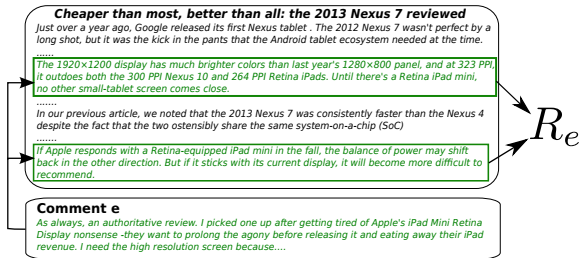 Cheaper than most, better than all: the 2013 Nexus 7 reviewed
Just over a year ago, Google released its first Nexus tablet . The 2012 Nexus 7 wasn't perfect by a
long shot, but it was the kick in the pants that the Android tablet ecosystem needed at the time.
......
The 1920×1200 display has much brighter colors than last year's 1280×800 panel, and at 323 PPI,
it outdoes both the 300 PPI Nexus 10 and 264 PPI Retina iPads. Until there's a Retina iPad mini,
no other small-tablet screen comes close.
.......
In our previous article, we noted that the 2013 Nexus 7 was consistently faster than the Nexus 4
despite the fact that the two ostensibly share the same system-on-a-chip (SoC)
.......
If Apple responds with a Retina-equipped iPad mini in the fall, the balance of power may shift
back in the other direction. But if it sticks with its current display, it will become more difficult to
recommend.
R_e
Comment e
As always, an authoritative review. I picked one up after getting tired of Apple's iPad Mini Retina
Display nonsense -they want to prolong the agony before releasing it and eating away their iPad
revenue. I need the high resolution screen because....